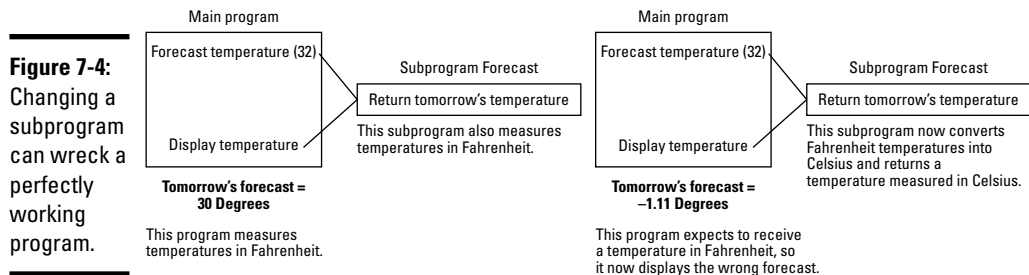 Figure 7-4:
Changing a
subprogram
can wreck a
perfectly
working
program.
Main program
Forecast temperature (32)
Display temperature
Subprogram Forecast
Return tomorrow's temperature
This subprogram also measures
temperatures in Fahrenheit.
Tomorrow's forecast =
30 Degrees
This program measures
temperatures in Fahrenheit.
Main program
Forecast temperature (32)
Display temperature
Subprogram Forecast
Return tomorrow's temperature
This subprogram now converts
Fahrenheit temperatures into
Celsius and returns a
temperature measured in Celsius.
Tomorrow's forecast =
–1.11 Degrees
This program expects to receive
a temperature in Fahrenheit, so
it now displays the wrong forecast.